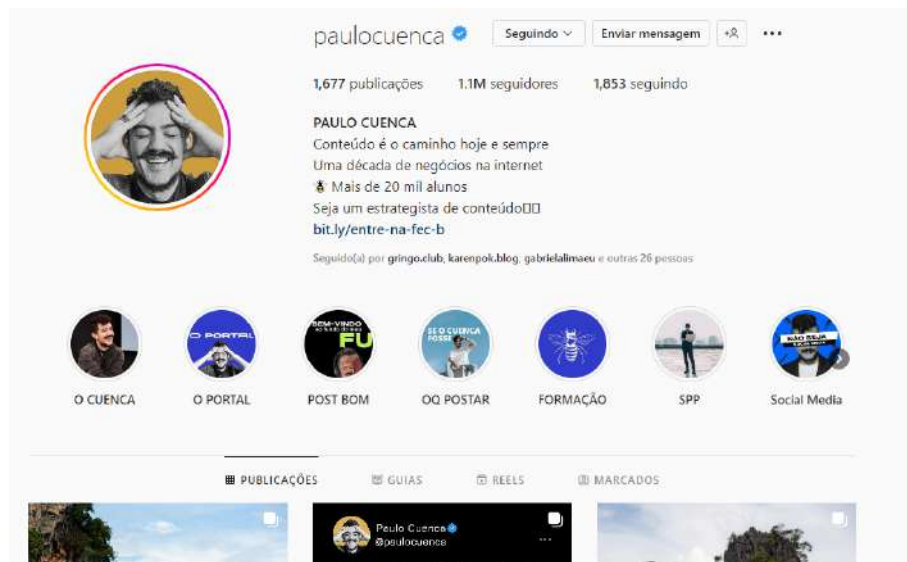 paulocuenca Seguindo Enviar mensagem
1,677 publicações 1.1M seguidores 1,853 seguindo
PAULO CUENCA
Conteúdo é o caminho hoje e sempre
Uma década de negócios na internet
Mais de 20 mil alunos
Seja um estrategista de conteúdo
bit.ly/entre-na-fec-b
Seguido(a) por gringo.club, karenpok.blog, gabrielalimaeu e outras 26 pessoas
O PORTAL
BEM-VINDO
FU
SE O CUENCA
FOSSE
NÃO SEJA
O CUENCA O PORTAL POST BOM OQ POSTAR FORMAÇÃO SPP Social Media
PUBLICAÇÕES GUIAS REELS MARCADOS
Paulo Cuenca
@paulocuenca